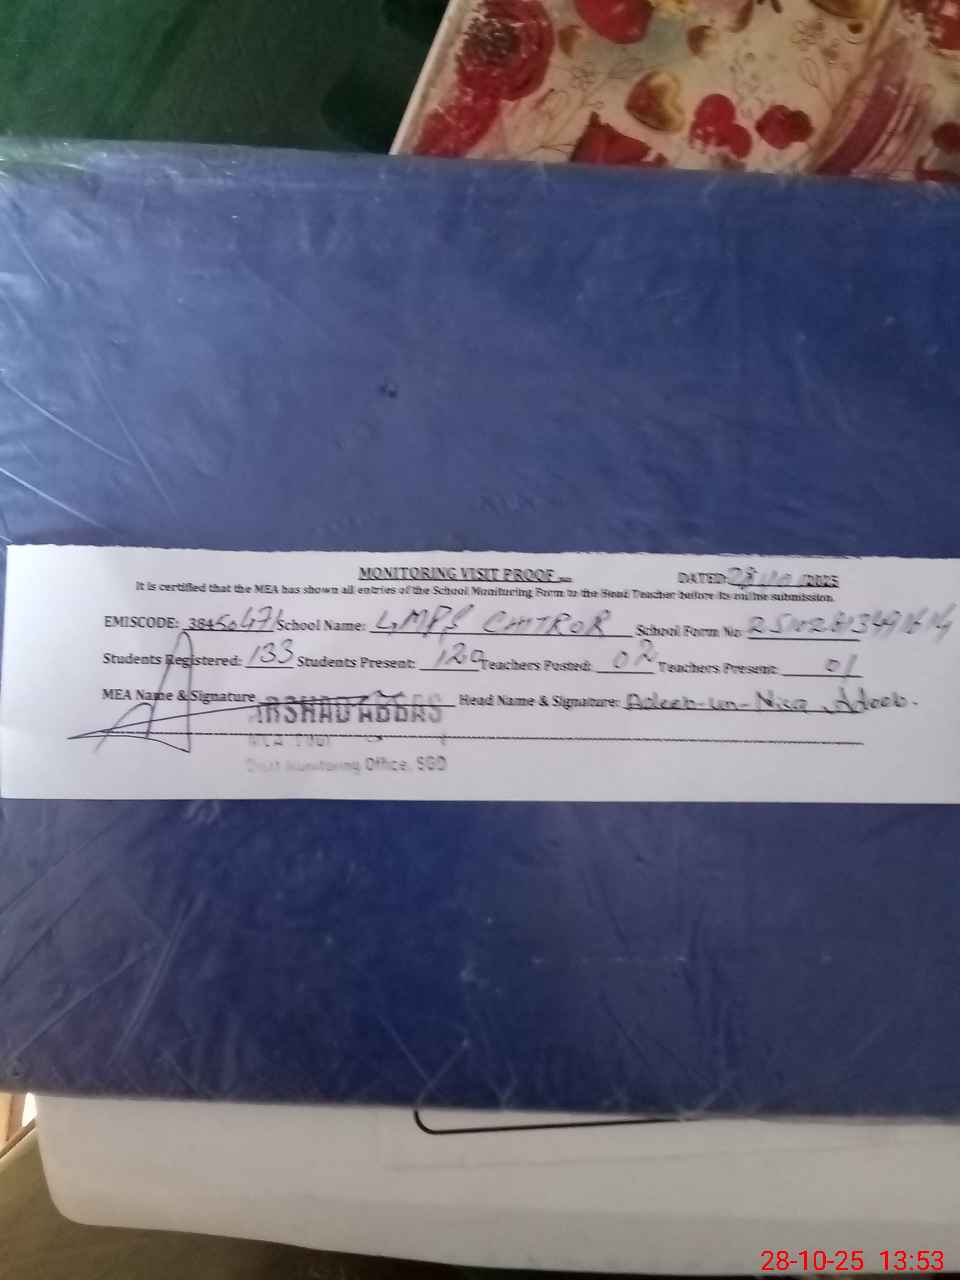 MONITORING VISIT PROOF
DATED: 28/10/2025
It is certified that the MEA has shown all entries of the School Monitoring Form to the Head Teacher before its online submission.
EMISCODE: 3845 School Name: GMPS CHITROR School Form No
Students Registered: 133 Students Present: 129 Teachers Posted: 02 Teachers Present: 01
MEA Name & Signature ARSHAD ABBAS Head Name & Signature: Adeeb-un-Nisa Adeeb.
Monitoring Office, SGD
28-10-25 13:53